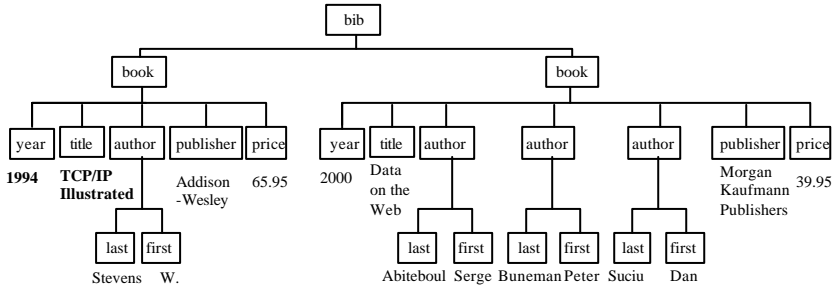 bib
book book
year title author publisher price year title author author author publisher price
1994 TCP/IP Illustrated Addison -Wesley 65.95 2000 Data on the Web Morgan Kaufmann Publishers 39.95
last first last first last first last first
Stevens W. Abiteboul Serge Buneman Peter Suciu Dan